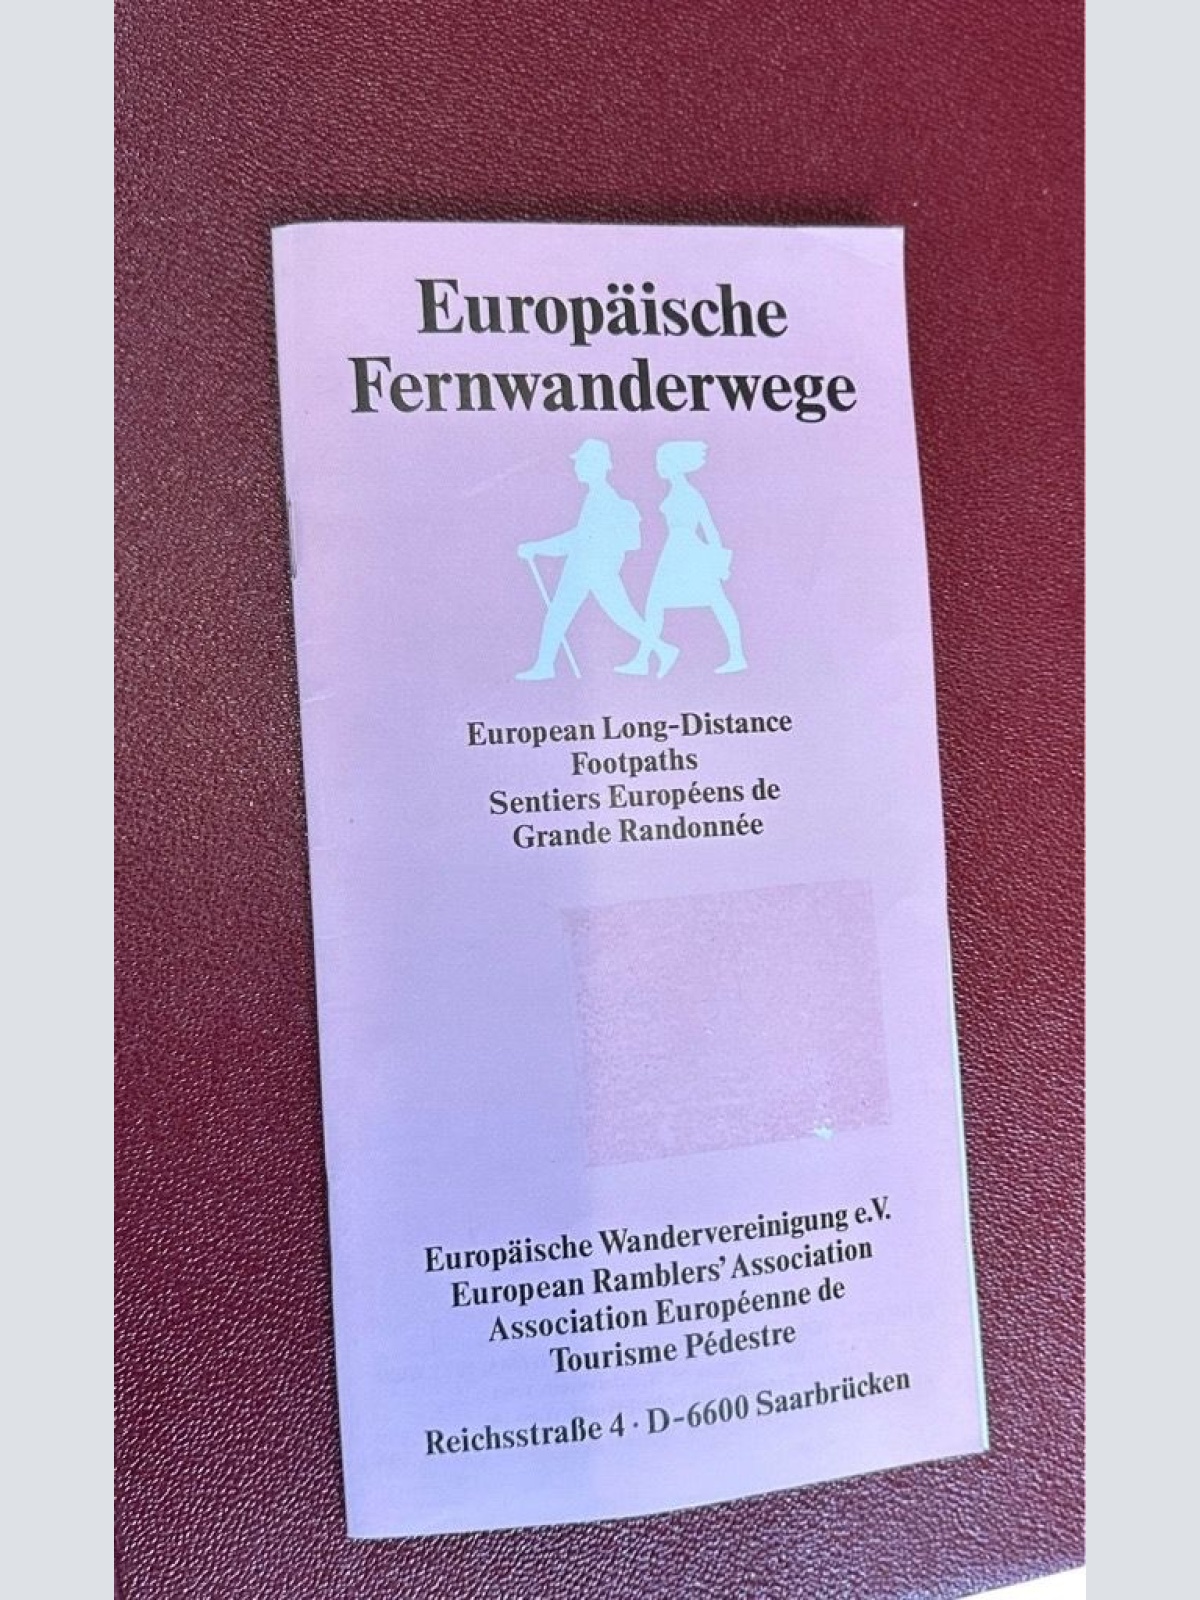 Europäische
Fernwanderwege
European Long-Distance
Footpaths
Sentiers Européens de
Grande Randonnée
Europäische Wandervereinigung e.V.
European Ramblers' Association
Association Européenne de
Tourisme Pédestre
Reichsstraße 4 · D-6600 Saarbrücken